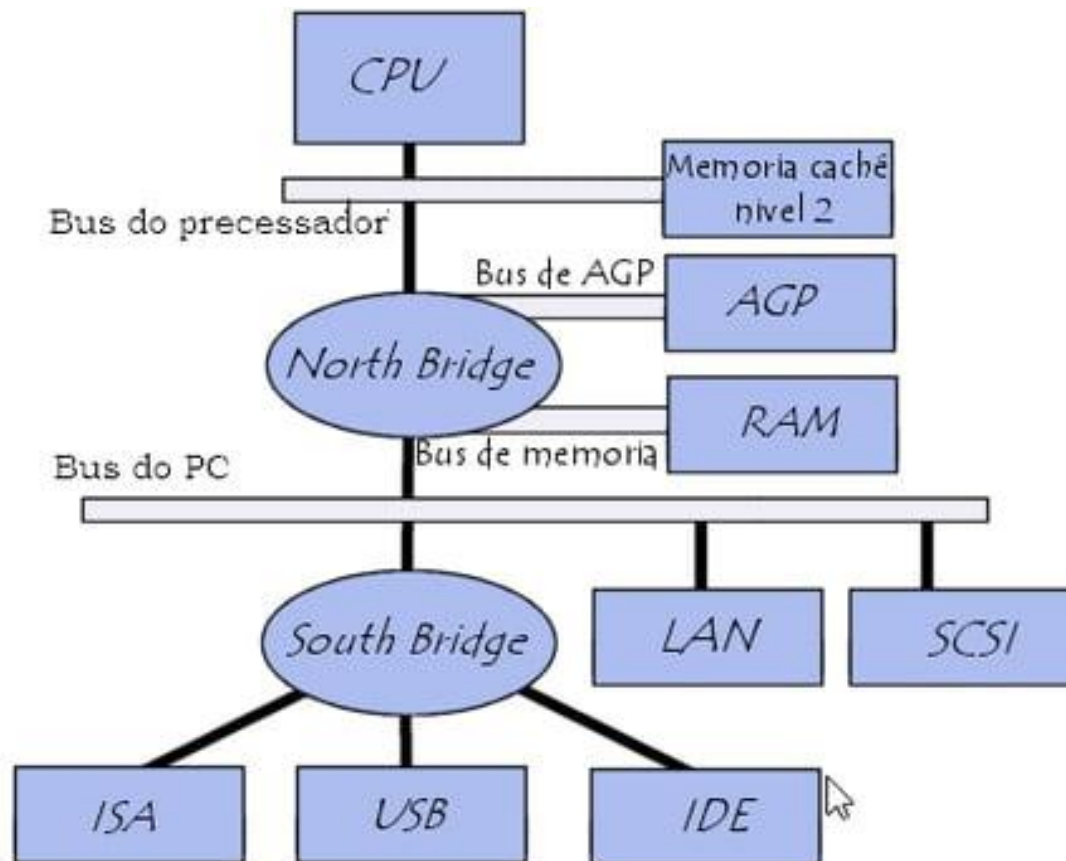 CPU
Memoria caché
nivel 2
Bus do precessador
Bus de AGP
AGP
North Bridge
RAM
Bus de memoria
Bus do PC
South Bridge
LAN
SCSI
ISA
USB
IDE